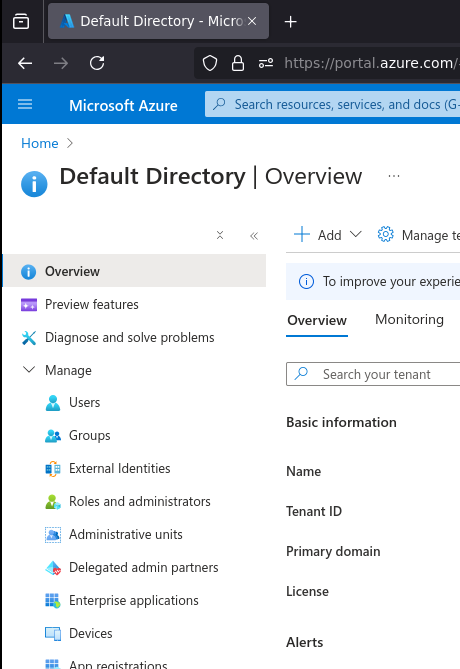 Default Directory - Micro
https://portal.azure.com/
Microsoft Azure
Search resources, services, and docs (G-
Home
Default Directory | Overview
Add
Manage te
Overview
Preview features
Diagnose and solve problems
Manage
Users
Groups
External Identities
Roles and administrators
Administrative units
Delegated admin partners
Enterprise applications
Devices
App registrations
To improve your experie
Overview Monitoring
Search your tenant
Basic information
Name
Tenant ID
Primary domain
License
Alerts